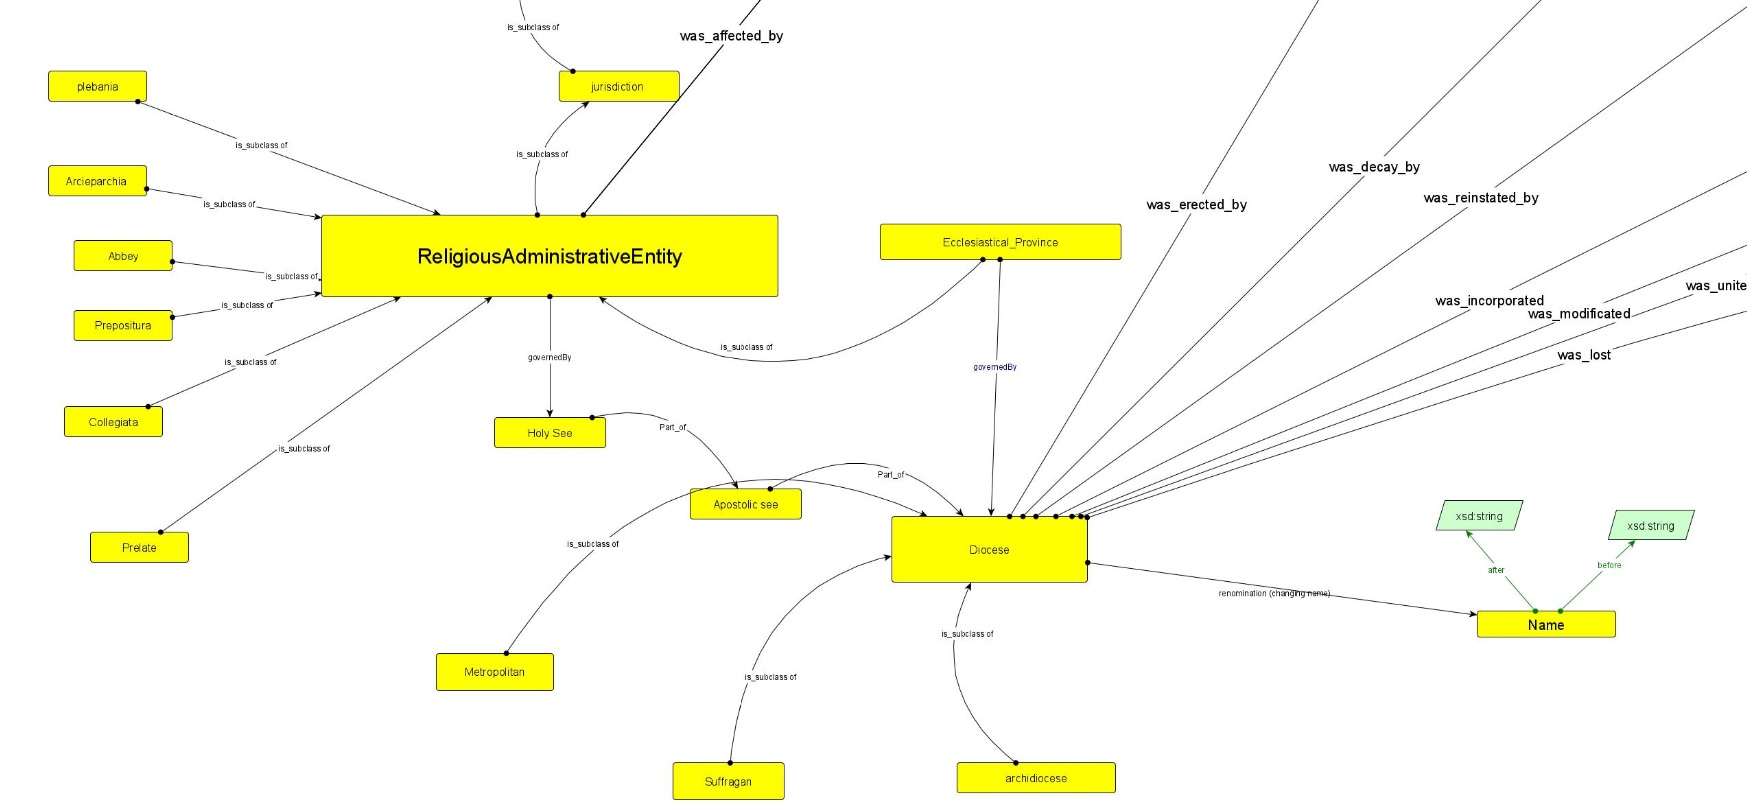 is_subclass of
was_affected_by
plebania
jurisdiction
is_subclass of
is_subclass of
was_decay_by
Arcieparchia
was_reinstated_by
is_subclass of
was_erected_by
Ecclesiastical_Province
ReligiousAdministrativeEntity
Abbey
is_subclass of
was_unite
was_incorporated
is_subclass of
was_modificated
Prepositura
is_subclass of
was_lost
governedBy
is_subclass of
governedBy
Collegiata
Part_of
Holy See
is_subclass of
Part_of
Apostolic see
xsd:string
xsd:string
is_subclass of
Prelate
Diocese
before
after
renomination (changing name)
Name
is_subclass of
Metropolitan
is_subclass of
archidiocese
Suffragan